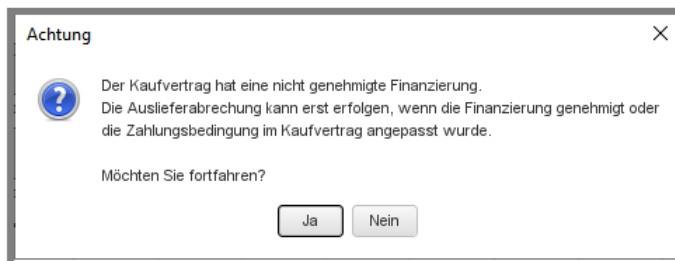 Achtung
Der Kaufvertrag hat eine nicht genehmigte Finanzierung.
Die Auslieferabrechung kann erst erfolgen, wenn die Finanzierung genehmigt oder
die Zahlungsbedingung im Kaufvertrag angepasst wurde.
Möchten Sie fortfahren?
Ja
Nein